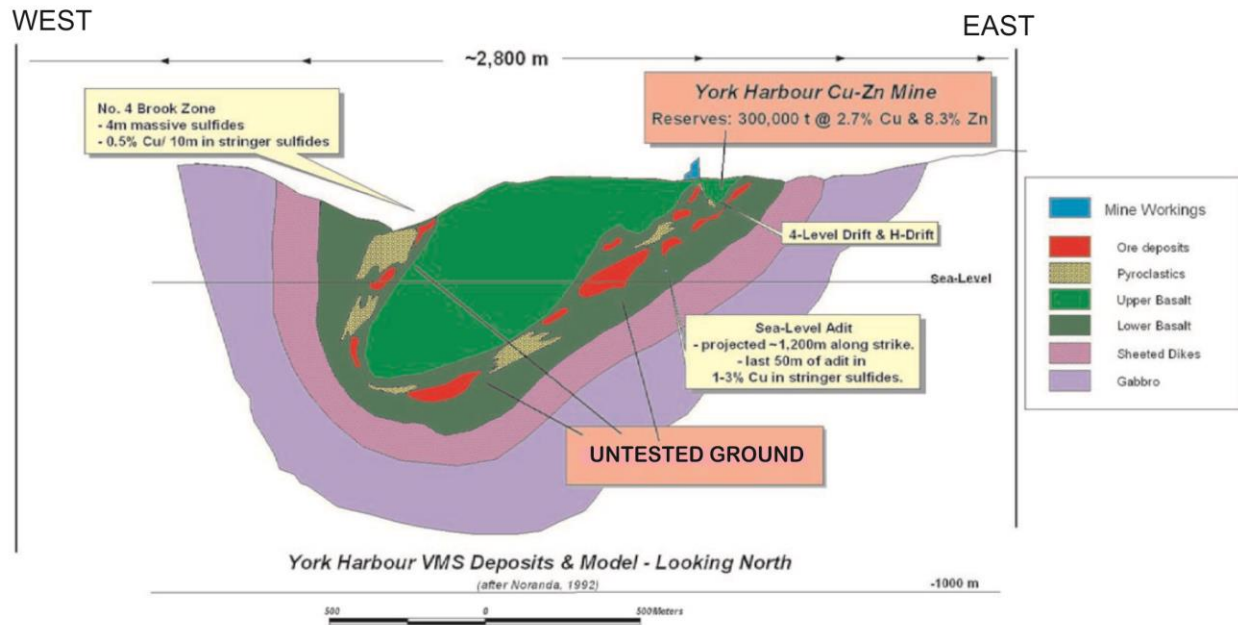 WEST
EAST
~2,800 m
No. 4 Brook Zone
- 4m massive sulfides
- 0.5% Cu/ 10m in stringer sulfides
York Harbour Cu-Zn Mine
Reserves: 300,000 t @ 2.7% Cu & 8.3% Zn
4-Level Drift & H-Drift
Sea-Level
Sea-Level Adit
- projected ~1,200m along strike.
- last 50m of adit in
1-3% Cu in stringer sulfides.
UNTESTED GROUND
Mine Workings
Ore deposits
Pyroclastics
Upper Basalt
Lower Basalt
Sheeted Dikes
Gabbro
York Harbour VMS Deposits & Model - Looking North
(after Noranda, 1992)
-1000 m
500 0 500Meters